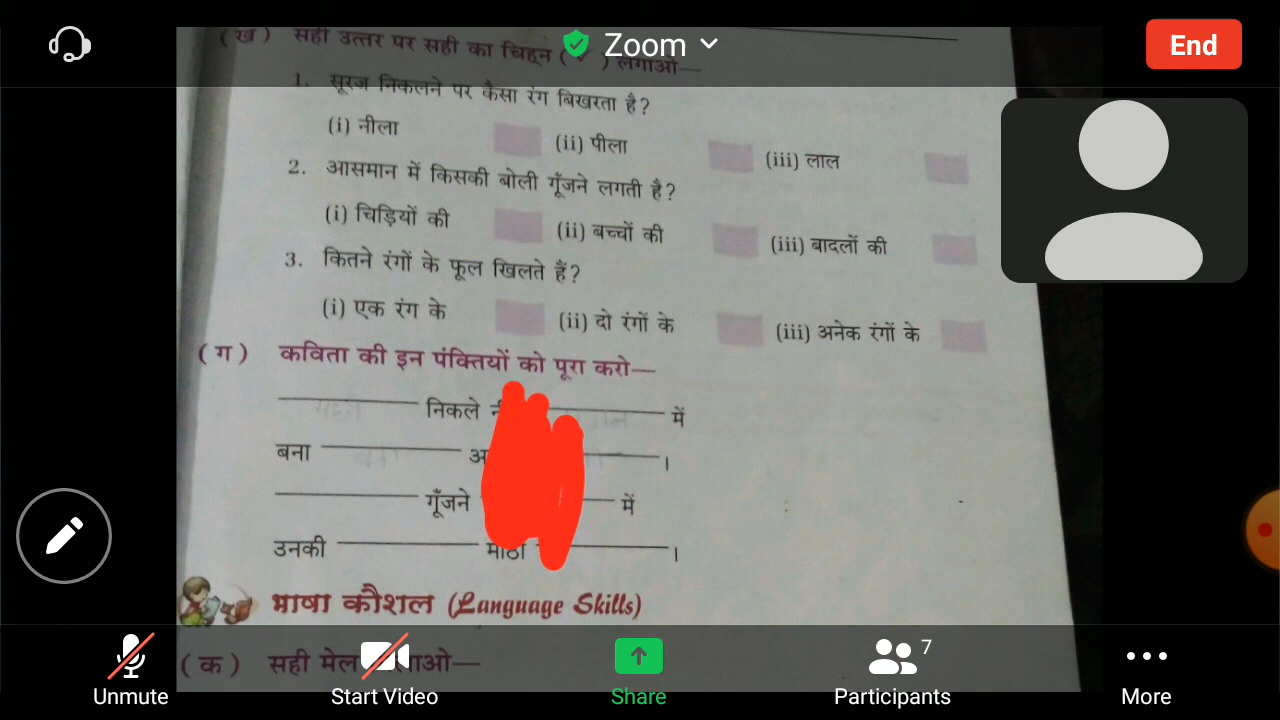 Zoom
End
(ख) सही उत्तर पर सही का चिह्न ( ✓ ) लगाओ—
1. सूरज निकलने पर कैसा रंग बिखरता है?
(i) नीला (ii) पीला (iii) लाल
2. आसमान में किसकी बोली गूँजने लगती है?
(i) चिड़ियों की (ii) बच्चों की (iii) बादलों की
3. कितने रंगों के फूल खिलते हैं?
(i) एक रंग के (ii) दो रंगों के (iii) अनेक रंगों के
(ग) कविता की इन पंक्तियों को पूरा करो—
निकले में
बना ।
गूँजने में
उनकी ।
भाषा कौशल (Language Skills)
(क) सही मेल
7
Unmute Start Video Share Participants More